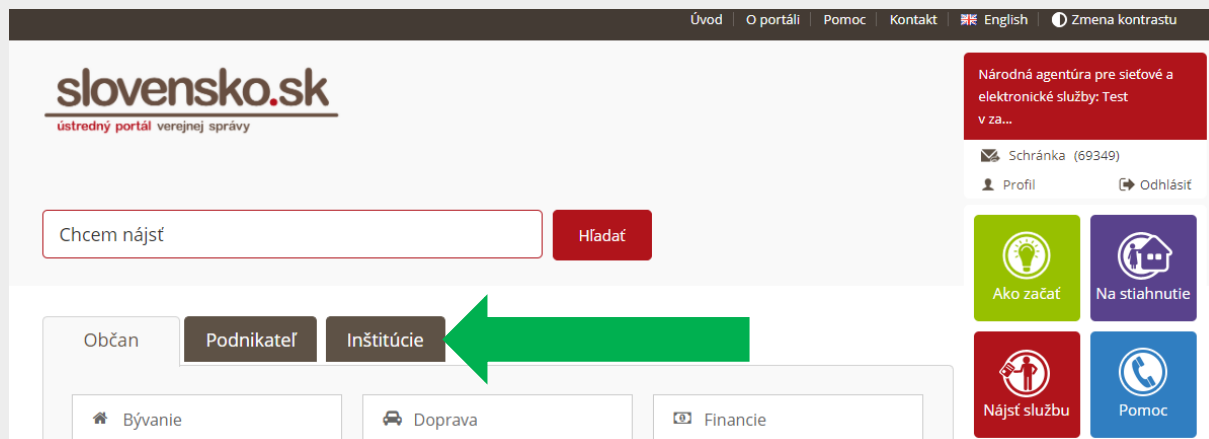 Úvod
O portáli
Pomoc
Kontakt
English
Zmena kontrastu
slovensko.sk
ústredný portál verejnej správy
Národná agentúra pre sieťové a
elektronické služby: Test
v za...
Schránka (69349)
Profil
Odhlásiť
Chcem nájsť
Hľadať
Ako začať
Na stiahnutie
Občan
Podnikateľ
Inštitúcie
Nájsť službu
Pomoc
Bývanie
Doprava
Financie